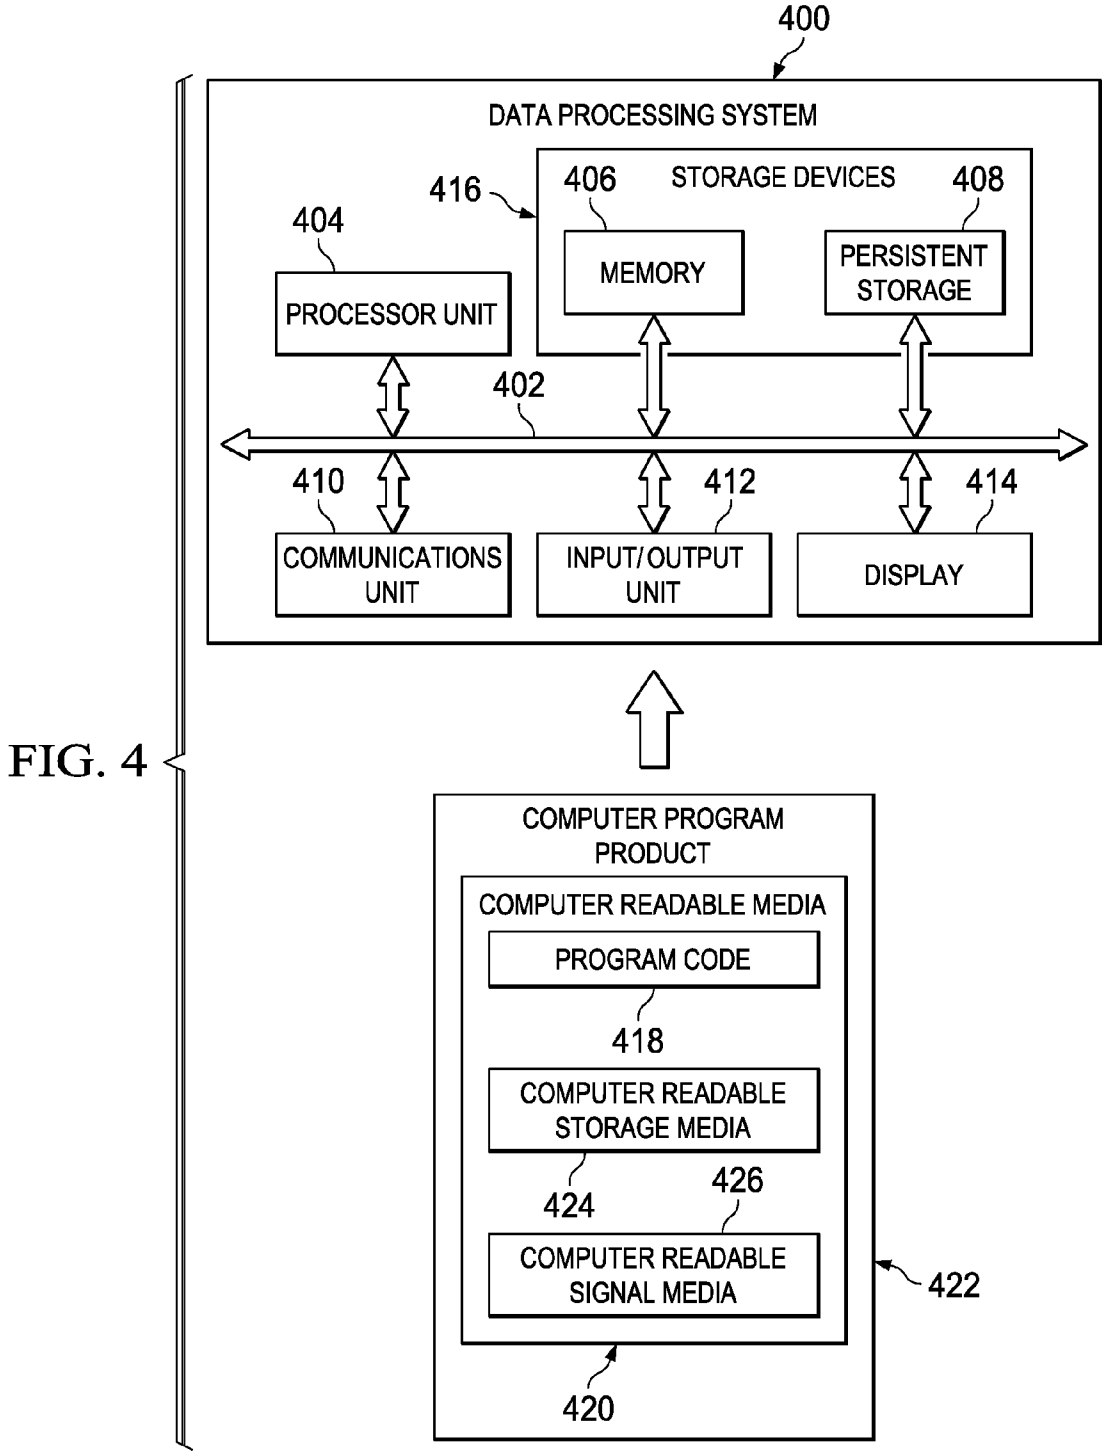 400
DATA PROCESSING SYSTEM
416
406
STORAGE DEVICES
408
404
MEMORY
PERSISTENT
STORAGE
PROCESSOR UNIT
402
410
412
414
COMMUNICATIONS
UNIT
INPUT/OUTPUT
UNIT
DISPLAY
FIG. 4
COMPUTER PROGRAM
PRODUCT
COMPUTER READABLE MEDIA
PROGRAM CODE
418
COMPUTER READABLE
STORAGE MEDIA
424
426
COMPUTER READABLE
SIGNAL MEDIA
422
420